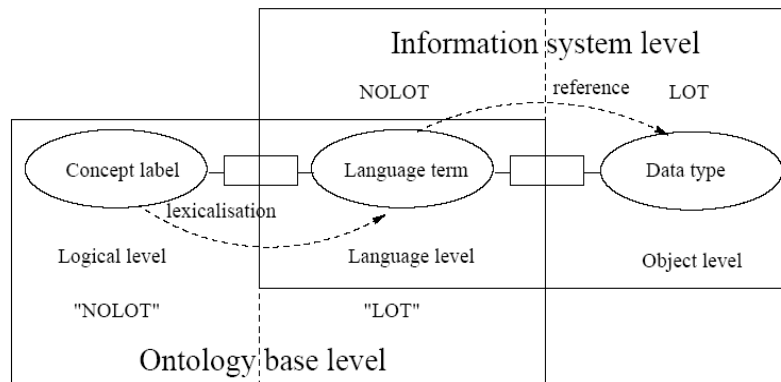 Information system level
NOLOT
reference
LOT
Concept label
Language term
Data type
lexicalisation
Logical level
Language level
Object level
"NOLOT"
"LOT"
Ontology base level